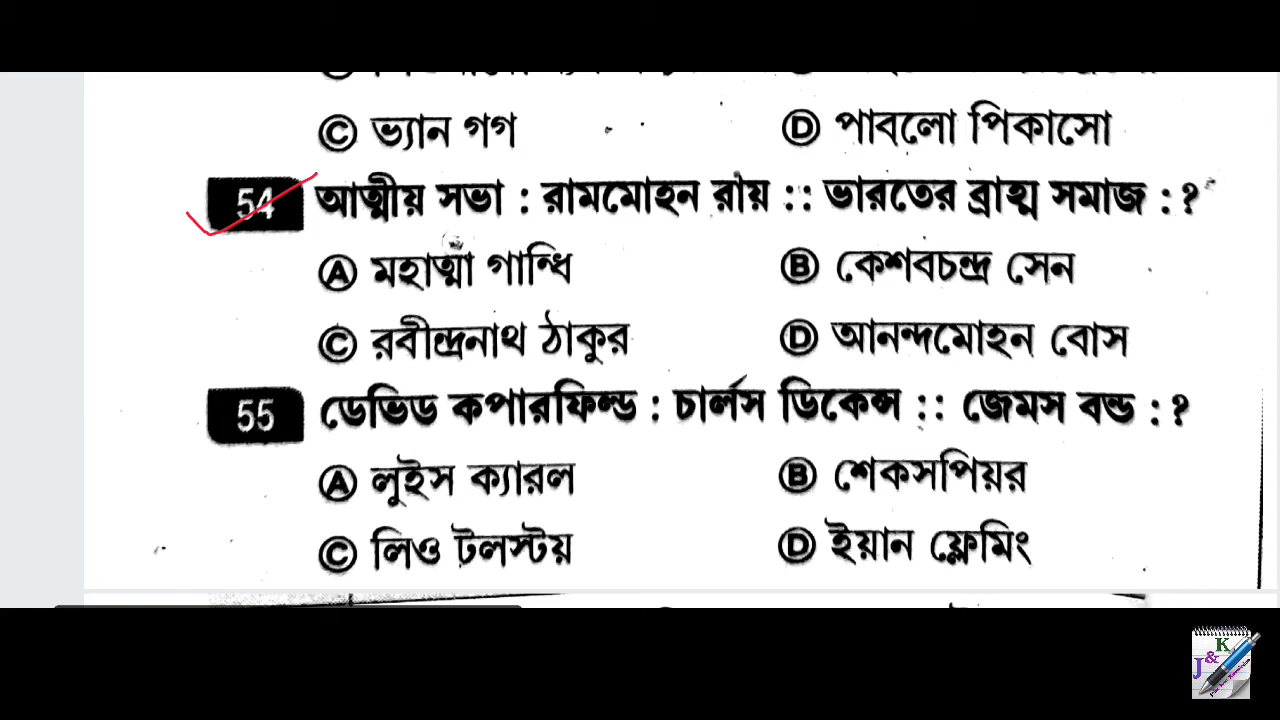 Ⓒ ভ্যান গগ Ⓓ পাবলো পিকাসো
54 আত্মীয় সভা : রামমোহন রায় :: ভারতের ব্রাহ্ম সমাজ : ?
Ⓐ মহাত্মা গান্ধি Ⓑ কেশবচন্দ্র সেন
Ⓒ রবীন্দ্রনাথ ঠাকুর Ⓓ আনন্দমোহন বোস
55 ডেভিড কপারফিল্ড : চার্লস ডিকেন্স :: জেমস বন্ড : ?
Ⓐ লুইস ক্যারল Ⓑ শেকসপিয়র
Ⓒ লিও টলস্টয় Ⓓ ইয়ান ফ্লেমিং
J&K